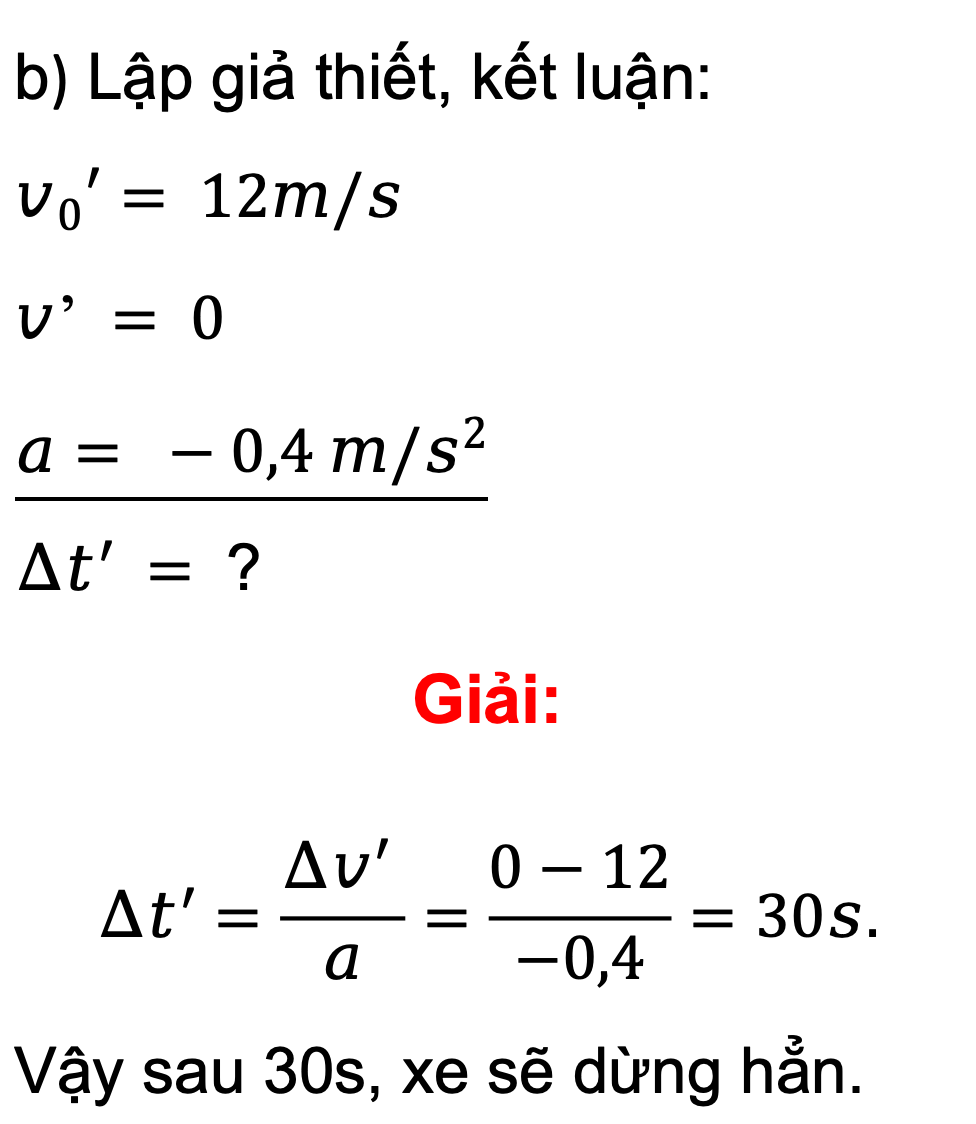 b) Lập giả thiết, kết luận:
v₀′ = 12m/s
v’ = 0
a = − 0,4 m/s²
Δt′ = ?
Giải:
Δt′ = Δv′/a = (0 − 12)/(−0,4) = 30s.
Vậy sau 30s, xe sẽ dừng hẳn.